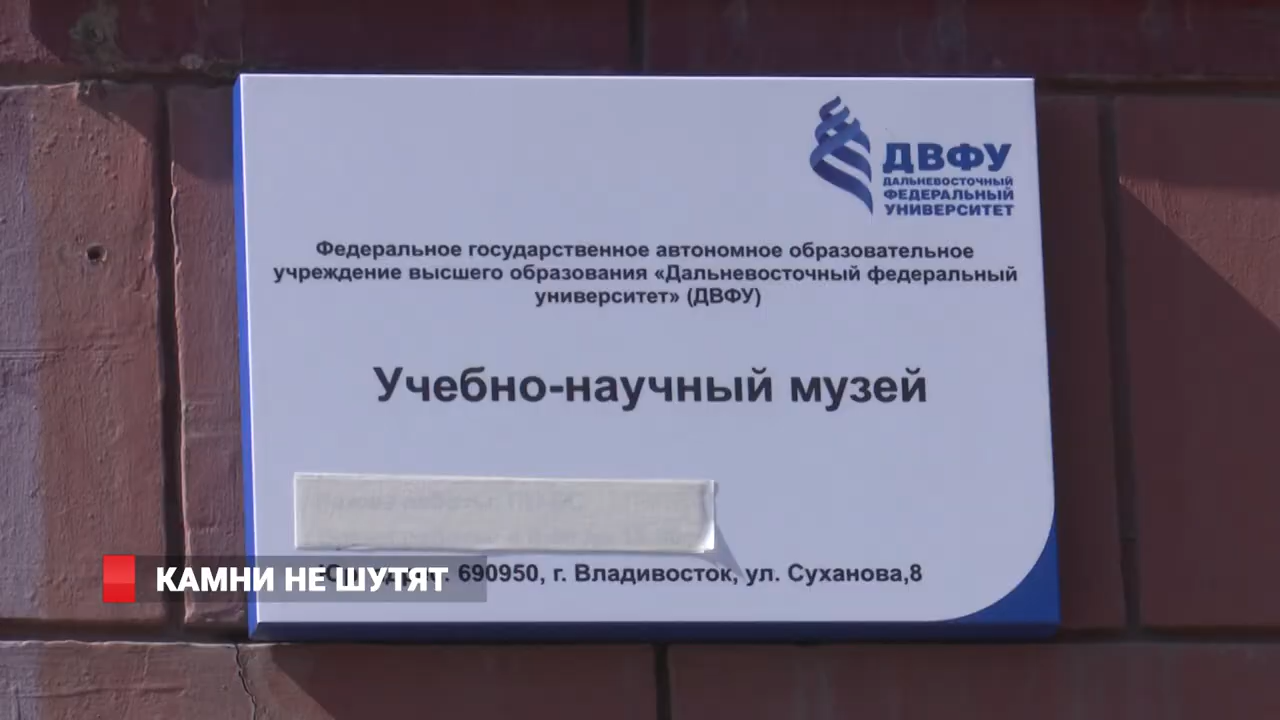 ДВФУ
ДАЛЬНЕВОСТОЧНЫЙ
ФЕДЕРАЛЬНЫЙ
УНИВЕРСИТЕТ
Федеральное государственное автономное образовательное
учреждение высшего образования «Дальневосточный федеральный
университет» (ДВФУ)
Учебно-научный музей
690950, г. Владивосток, ул. Суханова,8
КАМНИ НЕ ШУТЯТ